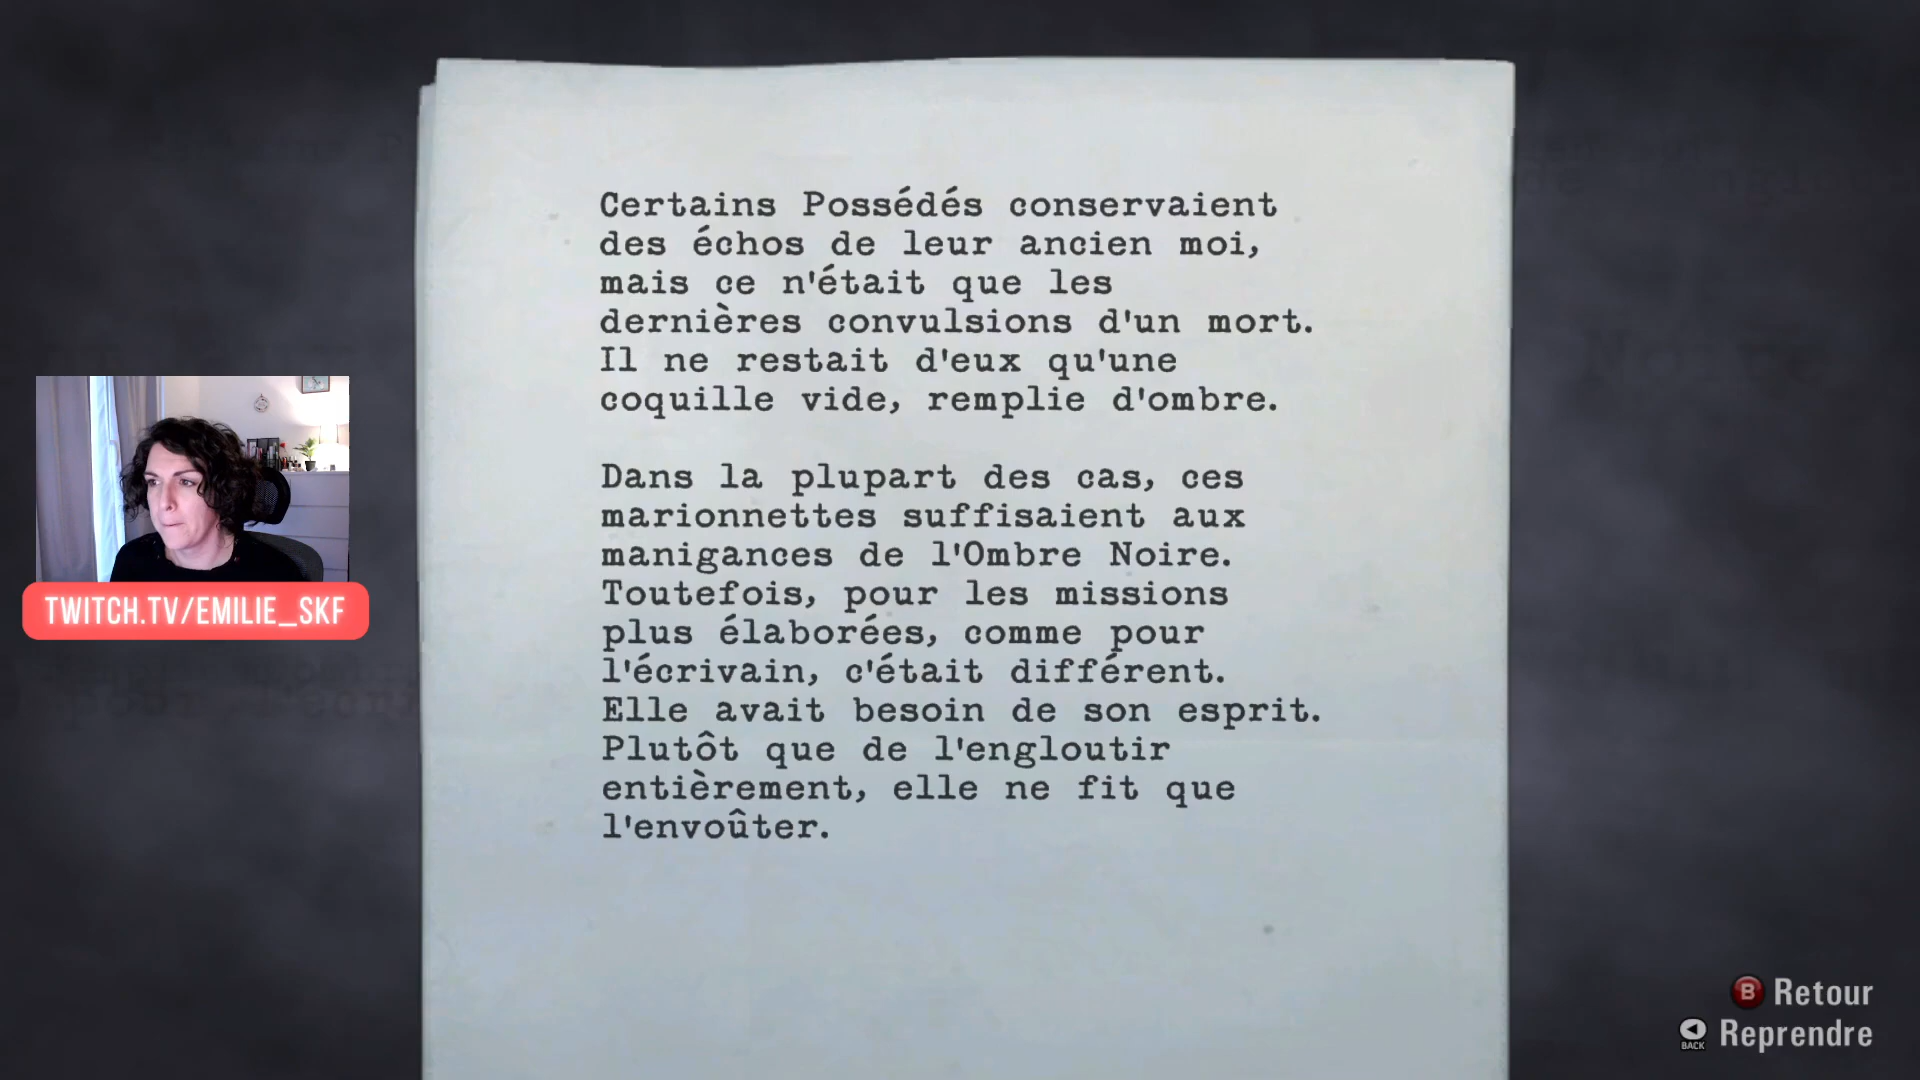 Certains Possédés conservaient
des échos de leur ancien moi,
mais ce n'était que les
dernières convulsions d'un mort.
Il ne restait d'eux qu'une
coquille vide, remplie d'ombre.
Dans la plupart des cas, ces
marionnettes suffisaient aux
manigances de l'Ombre Noire.
Toutefois, pour les missions
plus élaborées, comme pour
l'écrivain, c'était différent.
Elle avait besoin de son esprit.
Plutôt que de l'engloutir
entièrement, elle ne fit que
l'envoûter.
TWITCH.TV/EMILIE_SKF
B Retour
BACK Reprendre